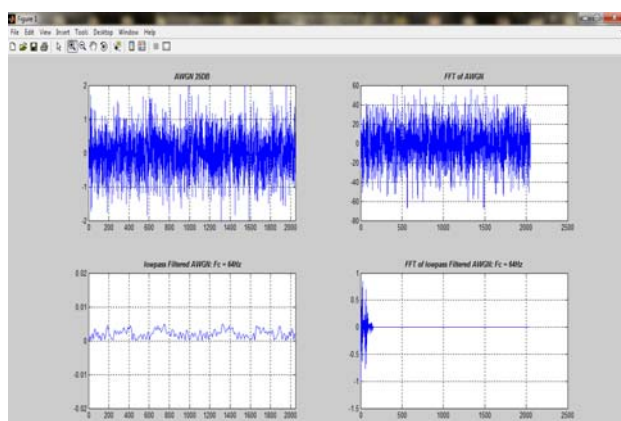 Figure 1
File Edit View Insert Tools Desktop Window Help
AWGN 35DB
2
1
0
-1
-2
0 200 400 600 800 1000 1200 1400 1600 1800 2000
FFT of AWGN
60
40
20
0
-20
-40
-60
-80
0 500 1000 1500 2000 2500
lowpass Filtered AWGN: Fc = 64Hz
0.02
0.01
0
-0.01
-0.02
0 200 400 600 800 1000 1200 1400 1600 1800 2000
FFT of lowpass Filtered AWGN: Fc = 64Hz
1
0.5
0
-0.5
-1
-1.5
0 500 1000 1500 2000 2500